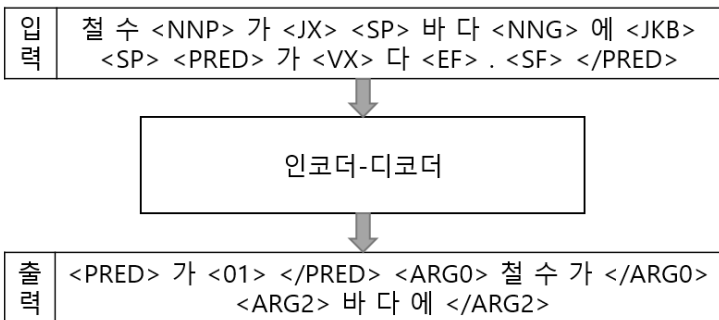 입력
철 수 <NNP> 가 <JX> <SP> 바 다 <NNG> 에 <JKB>
<SP> <PRED> 가 <VX> 다 <EF> . <SF> </PRED>
인코더-디코더
출력
<PRED> 가 <01> </PRED> <ARG0> 철 수 가 </ARG0>
<ARG2> 바 다 에 </ARG2>